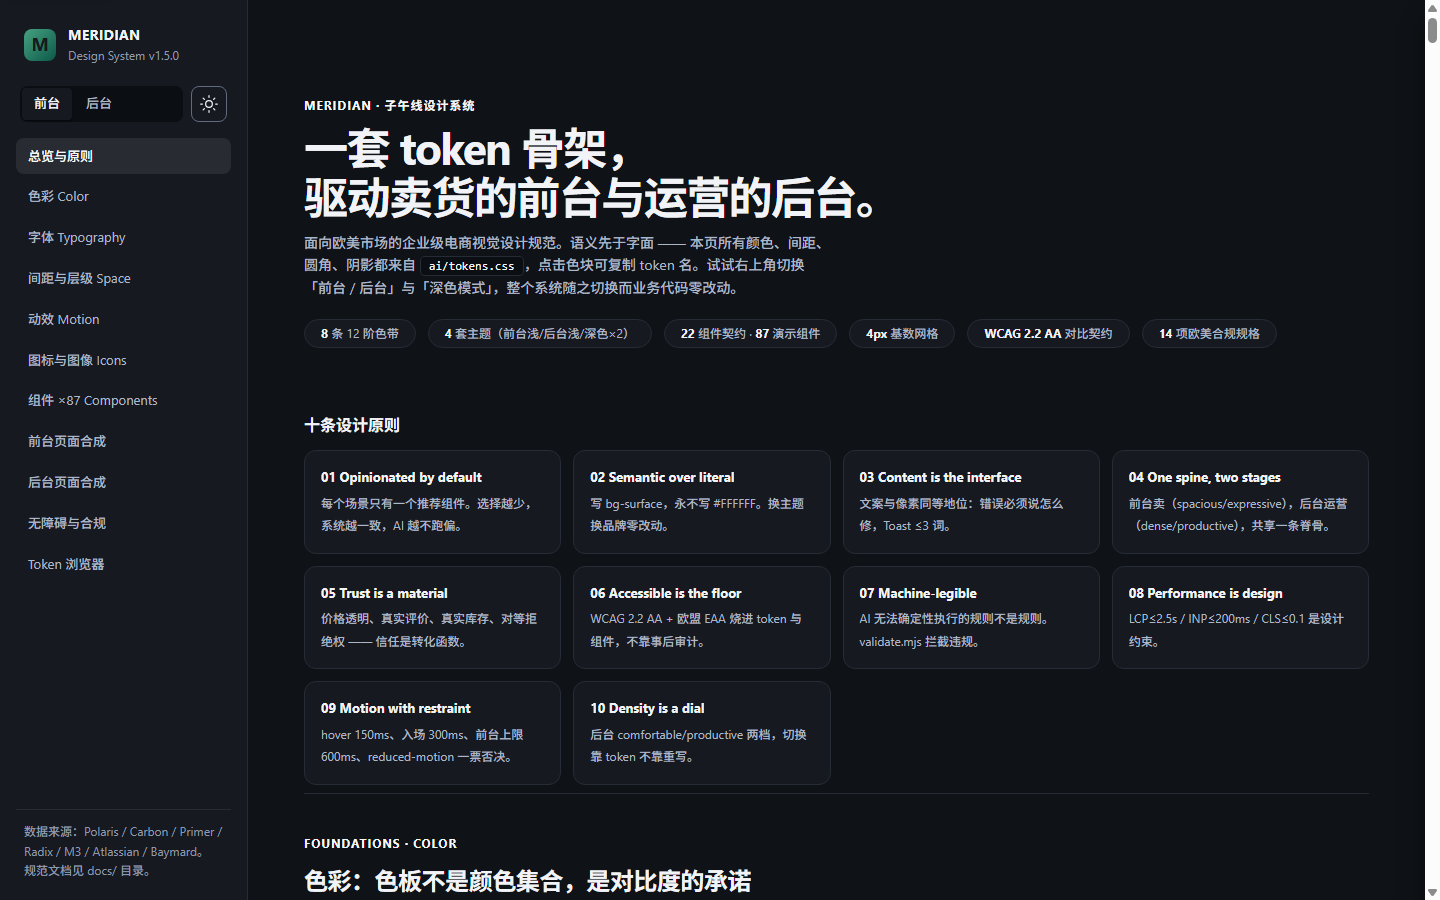 M
MERIDIAN
Design System v1.5.0
前台
后台
总览与原则
色彩 Color
字体 Typography
间距与层级 Space
动效 Motion
图标与图像 Icons
组件 ×87 Components
前台页面合成
后台页面合成
无障碍与合规
Token 浏览器
数据来源：Polaris / Carbon / Primer /
Radix / M3 / Atlassian / Baymard。
规范文档见 docs/ 目录。
MERIDIAN · 子午线设计系统
一套 token 骨架，
驱动卖货的前台与运营的后台。
面向欧美市场的企业级电商视觉设计规范。语义先于字面 —— 本页所有颜色、间距、
圆角、阴影都来自 ai/tokens.css，点击色块可复制 token 名。试试右上角切换
「前台 / 后台」与「深色模式」，整个系统随之切换而业务代码零改动。
8 条 12 阶色带
4 套主题（前台浅/后台浅/深色×2）
22 组件契约 · 87 演示组件
4px 基数网格
WCAG 2.2 AA 对比契约
14 项欧美合规规格
十条设计原则
01 Opinionated by default
每个场景只有一个推荐组件。选择越少，
系统越一致，AI 越不跑偏。
02 Semantic over literal
写 bg-surface，永不写 #FFFFFF。换主题
换品牌零改动。
03 Content is the interface
文案与像素同等地位：错误必须说怎么
修，Toast ≤3 词。
04 One spine, two stages
前台卖（spacious/expressive），后台运营
（dense/productive），共享一条脊骨。
05 Trust is a material
价格透明、真实评价、真实库存、对等拒
绝权 —— 信任是转化函数。
06 Accessible is the floor
WCAG 2.2 AA + 欧盟 EAA 烧进 token 与
组件，不靠事后审计。
07 Machine-legible
AI 无法确定性执行的规则不是规则。
validate.mjs 拦截违规。
08 Performance is design
LCP≤2.5s / INP≤200ms / CLS≤0.1 是设计
约束。
09 Motion with restraint
hover 150ms、入场 300ms、前台上限
600ms、reduced-motion 一票否决。
10 Density is a dial
后台 comfortable/productive 两档，切换
靠 token 不靠重写。
FOUNDATIONS · COLOR
色彩：色板不是颜色集合，是对比度的承诺